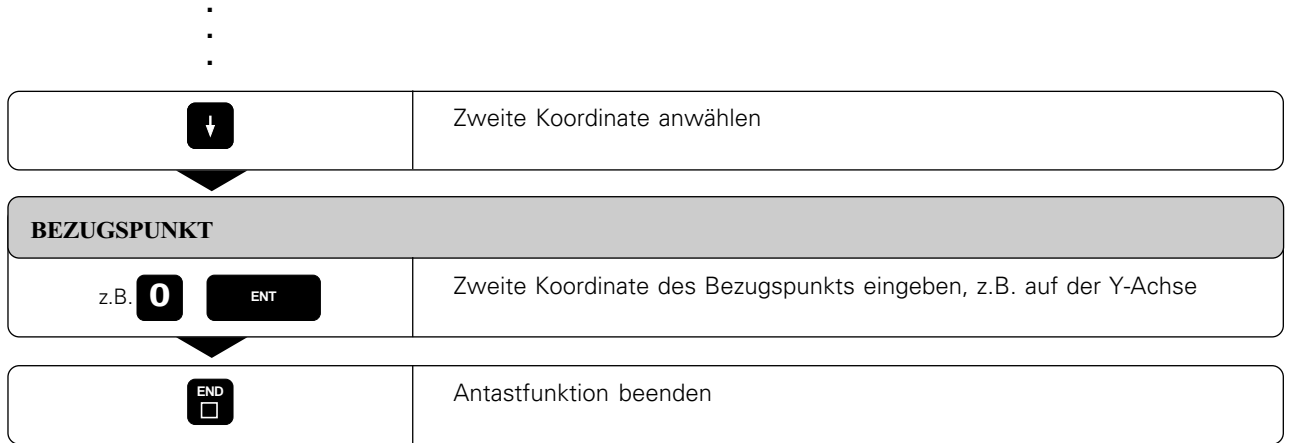 Zweite Koordinate anwählen
BEZUGSPUNKT
z.B. 0 ENT Zweite Koordinate des Bezugspunkts eingeben, z.B. auf der Y-Achse
END Antastfunktion beenden